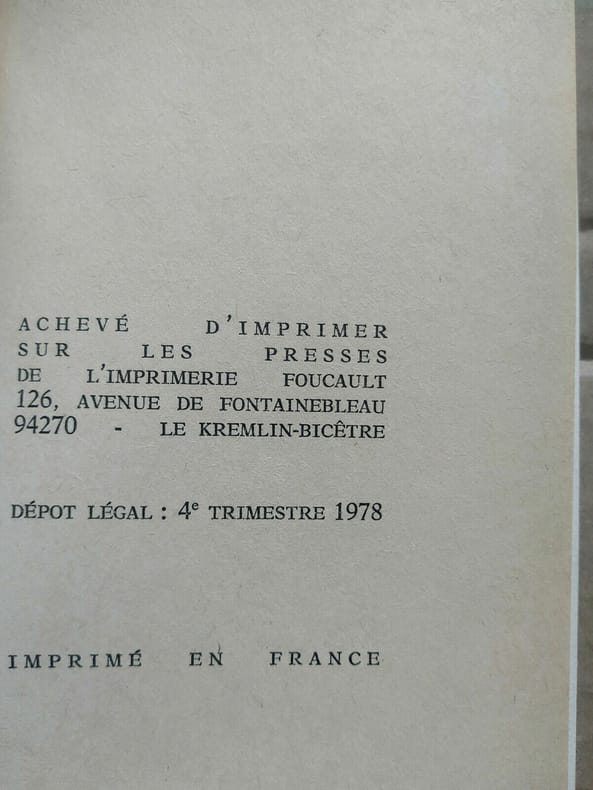 ACHEVÉ D'IMPRIMER
SUR LES PRESSES
DE L'IMPRIMERIE FOUCAULT
126, AVENUE DE FONTAINEBLEAU
94270 - LE KREMLIN-BICÊTRE
DÉPOT LÉGAL : 4e TRIMESTRE 1978
IMPRIMÉ EN FRANCE